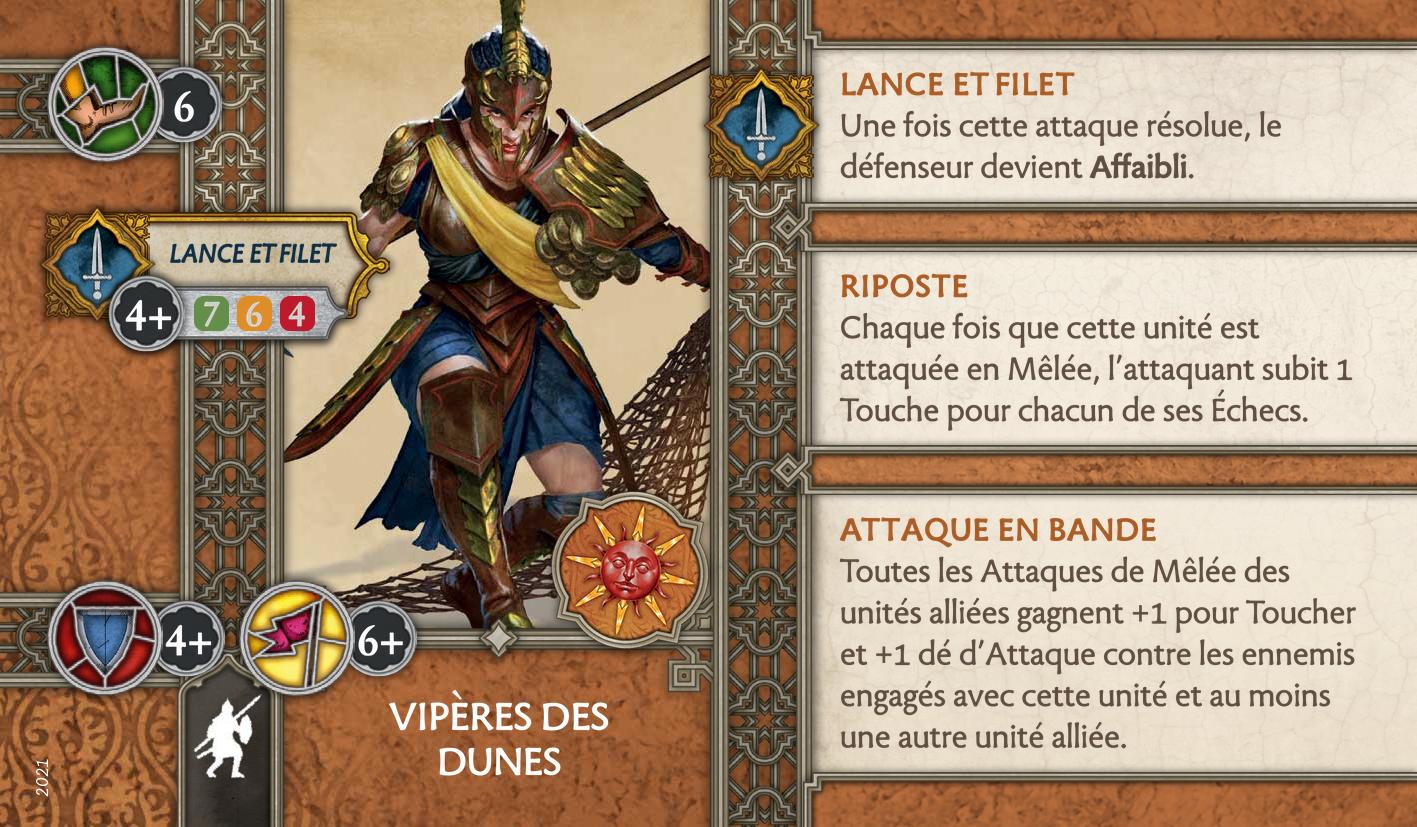 6
LANCE ET FILET
4+ 7 6 4
4+ 6+
VIPÈRES DES
DUNES
2021
LANCE ET FILET
Une fois cette attaque résolue, le
défenseur devient Affaibli.
RIPOSTE
Chaque fois que cette unité est
attaquée en Mêlée, l’attaquant subit 1
Touche pour chacun de ses Échecs.
ATTAQUE EN BANDE
Toutes les Attaques de Mêlée des
unités alliées gagnent +1 pour Toucher
et +1 dé d’Attaque contre les ennemis
engagés avec cette unité et au moins
une autre unité alliée.